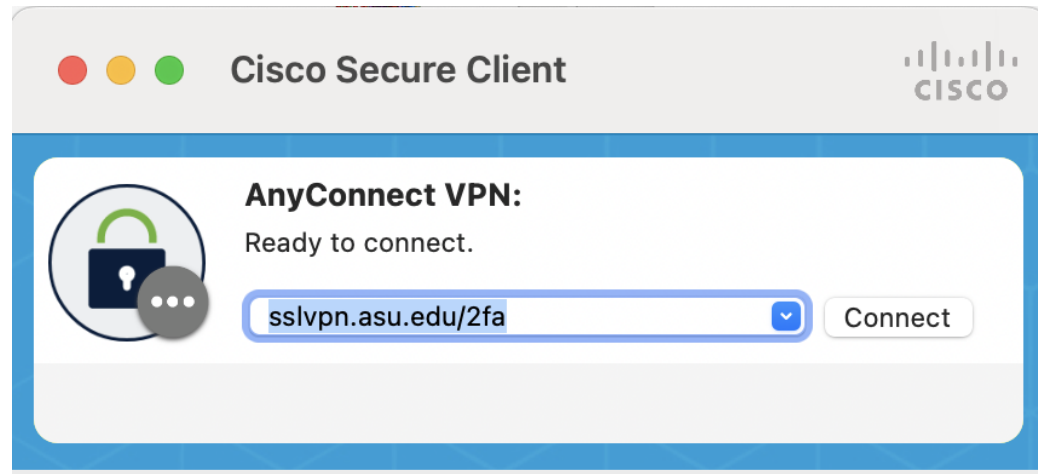 Cisco Secure Client
CISCO
AnyConnect VPN:
Ready to connect.
sslvpn.asu.edu/2fa
Connect